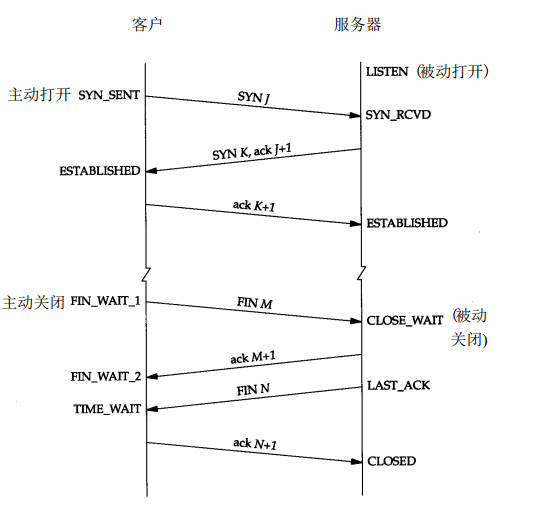 客户 服务器
LISTEN (被动打开)
主动打开 SYN_SENT
SYN J
SYN_RCVD
SYN K, ack J+1
ESTABLISHED
ack K+1
ESTABLISHED
主动关闭 FIN_WAIT_1
FIN M
CLOSE_WAIT (被动
关闭)
ack M+1
FIN_WAIT_2
LAST_ACK
FIN N
TIME_WAIT
ack N+1
CLOSED